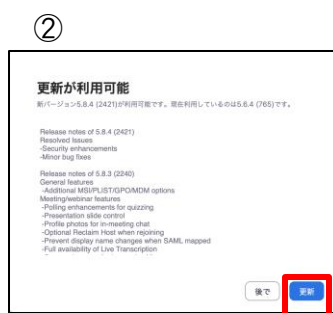 ②
更新が利用可能
新バージョン5.8.4 (2421)が利用可能です。現在利用しているのは5.6.4 (765)です。
Release notes of 5.8.4 (2421)
Resolved Issues
-Security enhancements
-Minor bug fixes
Release notes of 5.8.3 (2240)
General features
-Additional MSI/PLIST/GPO/MDM options
Meeting/webinar features
-Polling enhancements for quizzing
-Presentation slide control
-Profile photos for in-meeting chat
-Optional Reclaim Host when rejoining
-Prevent display name changes when SAML mapped
-Full availability of Live Transcription
後で 更新